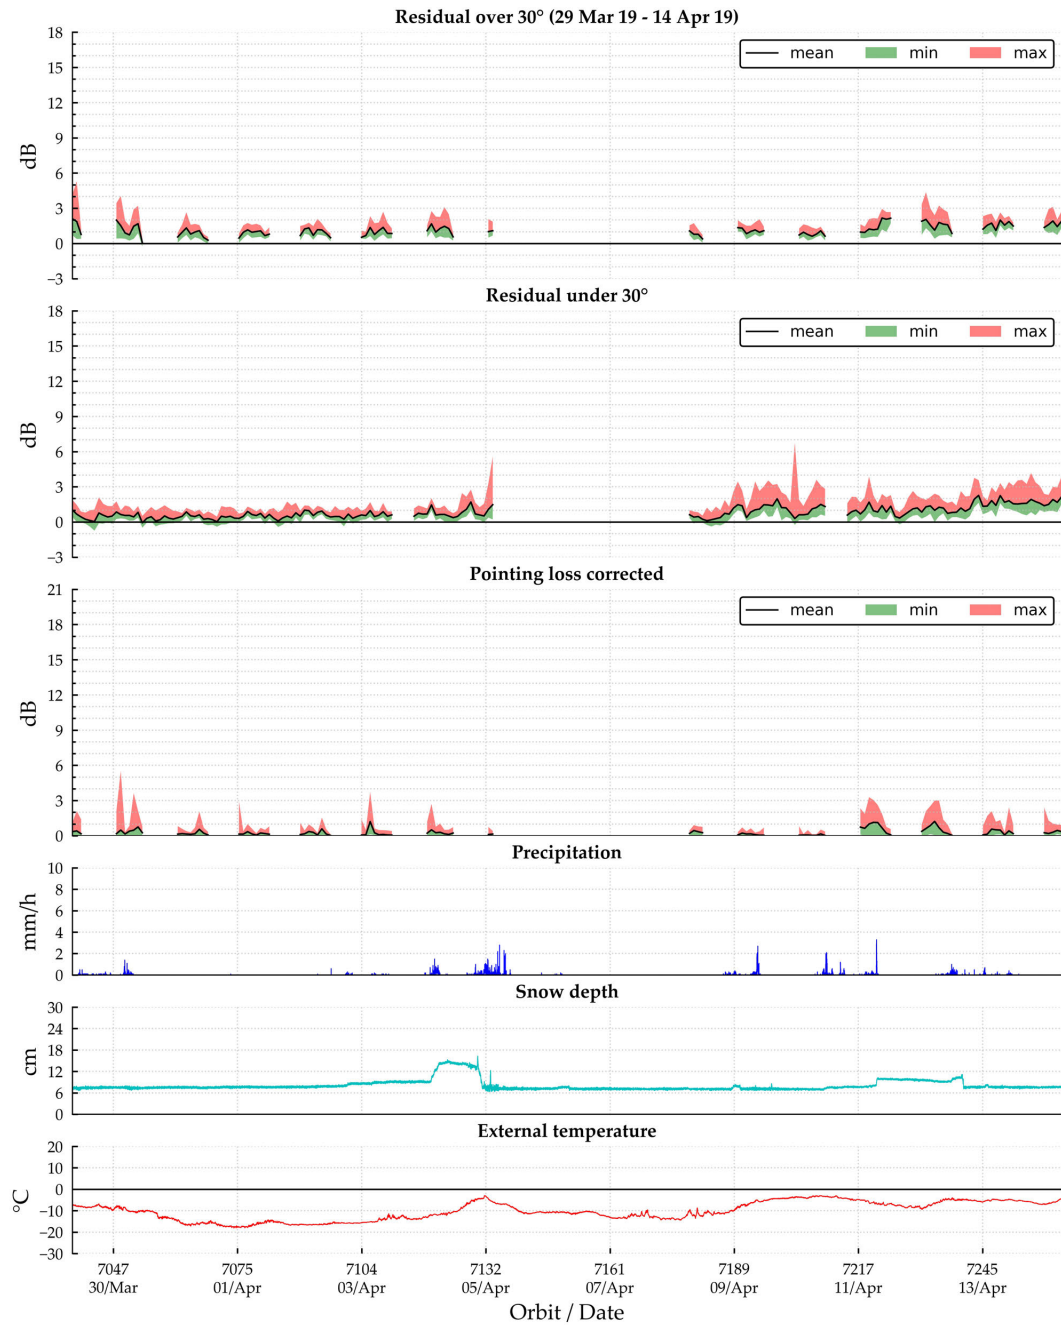 Residual over 30° (29 Mar 19 - 14 Apr 19)
18
15
12
9
6
3
0
−3
dB
mean min max
Residual under 30°
18
15
12
9
6
3
0
−3
dB
mean min max
Pointing loss corrected
21
18
15
12
9
6
3
0
dB
mean min max
Precipitation
10
8
6
4
2
0
mm/h
Snow depth
30
24
18
12
6
0
cm
External temperature
20
10
0
−10
−20
−30
°C
7047 7075 7104 7132 7161 7189 7217 7245
30/Mar 01/Apr 03/Apr 05/Apr 07/Apr 09/Apr 11/Apr 13/Apr
Orbit / Date